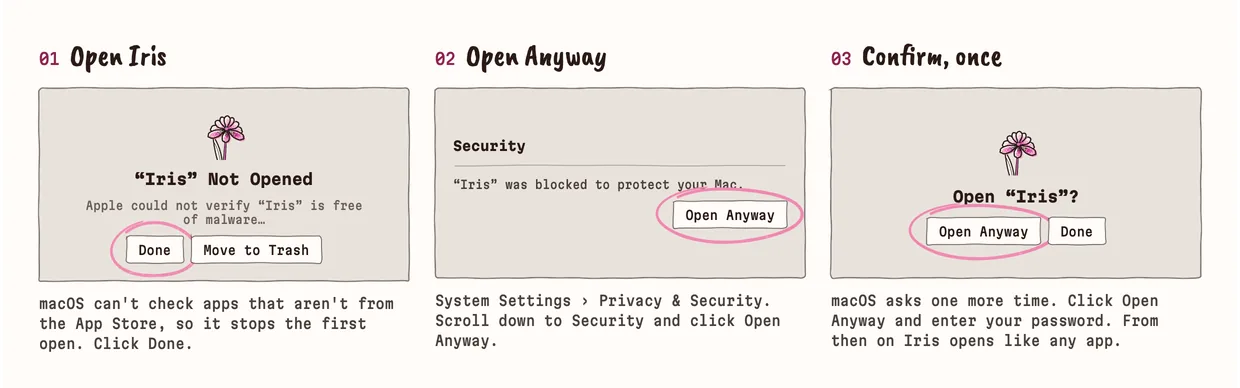 01 Open Iris
“Iris” Not Opened
Apple could not verify “Iris” is free
of malware…
Done
Move to Trash
macOS can't check apps that aren't from
the App Store, so it stops the first
open. Click Done.
02 Open Anyway
Security
“Iris” was blocked to protect your Mac.
Open Anyway
System Settings › Privacy & Security.
Scroll down to Security and click Open
Anyway.
03 Confirm, once
Open “Iris”?
Open Anyway
Done
macOS asks one more time. Click Open
Anyway and enter your password. From
then on Iris opens like any app.